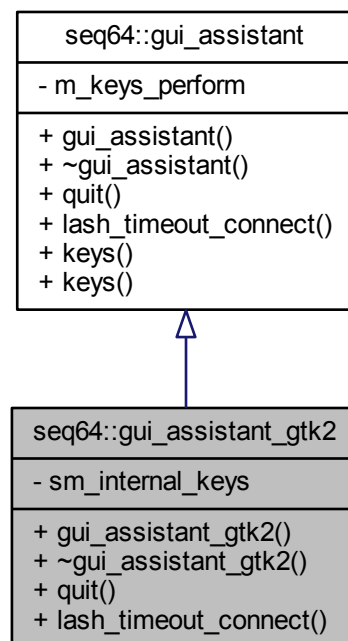 seq64::gui_assistant
- m_keys_perform
+ gui_assistant()
+ ~gui_assistant()
+ quit()
+ lash_timeout_connect()
+ keys()
+ keys()
seq64::gui_assistant_gtk2
- sm_internal_keys
+ gui_assistant_gtk2()
+ ~gui_assistant_gtk2()
+ quit()
+ lash_timeout_connect()